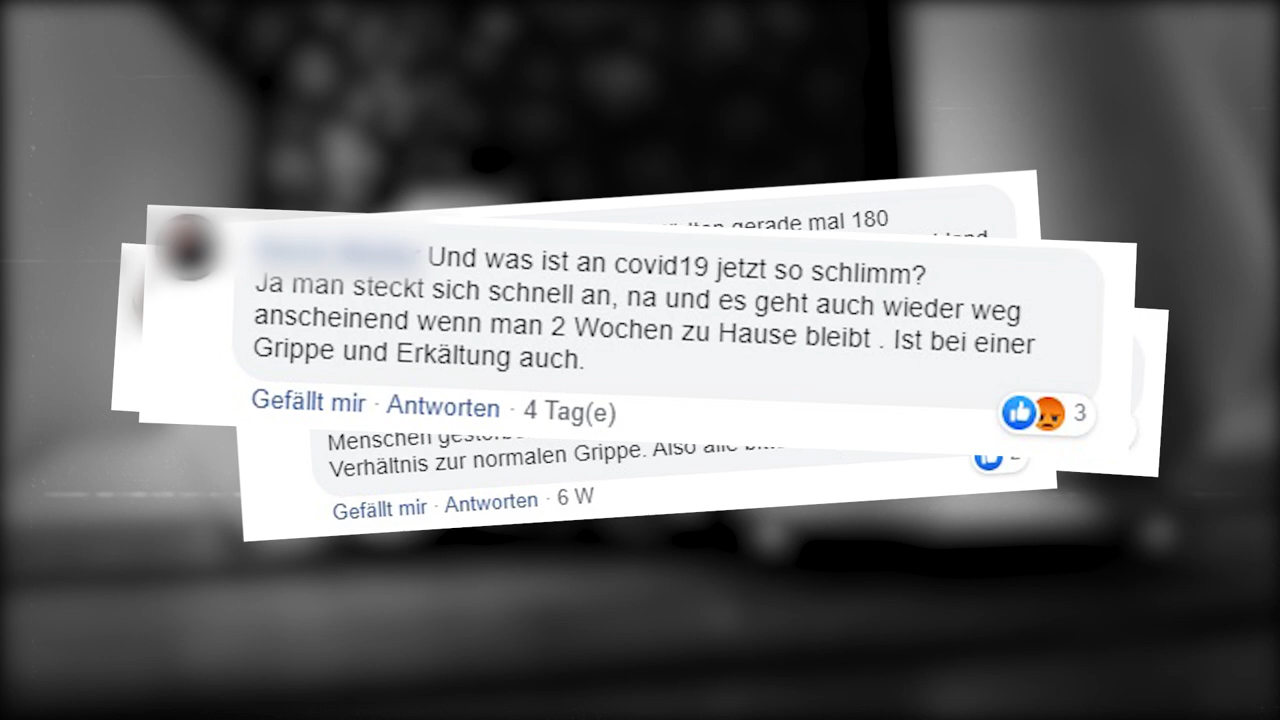 gerade mal 180
Und was ist an covid19 jetzt so schlimm?
Ja man steckt sich schnell an, na und es geht auch wieder weg
anscheinend wenn man 2 Wochen zu Hause bleibt . Ist bei einer
Grippe und Erkältung auch.
Gefällt mir · Antworten · 4 Tag(e)
3
Menschen
Verhältnis zur normalen Grippe. Also alle
Gefällt mir · Antworten · 6 W